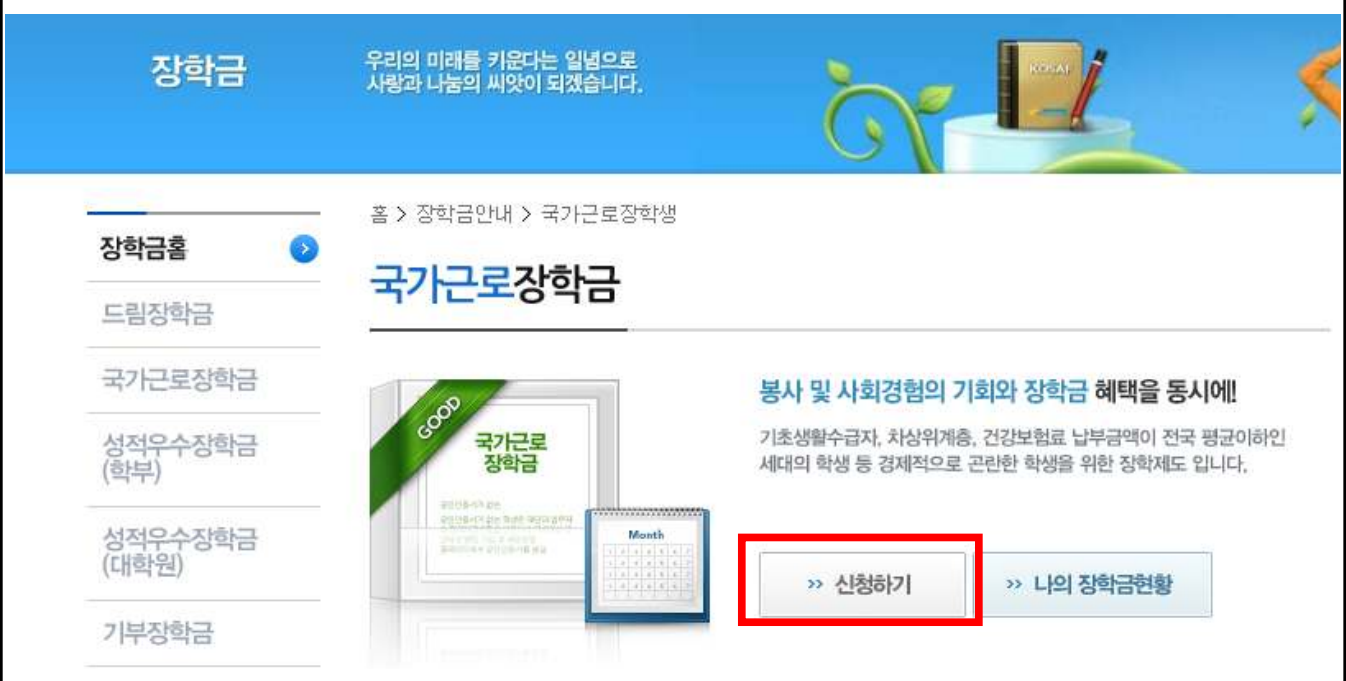 장학금
우리의 미래를 키운다는 일념으로
사랑과 나눔의 씨앗이 되겠습니다.
KOSAF
홈 > 장학금안내 > 국가근로장학생
장학금홈
드림장학금
국가근로장학금
성적우수장학금
(학부)
성적우수장학금
(대학원)
기부장학금
국가근로장학금
GOOD
국가근로
장학금
Month
봉사 및 사회경험의 기회와 장학금 혜택을 동시에!
기초생활수급자, 차상위계층, 건강보험료 납부금액이 전국 평균이하인
세대의 학생 등 경제적으로 곤란한 학생을 위한 장학제도 입니다.
>> 신청하기
>> 나의 장학금현황